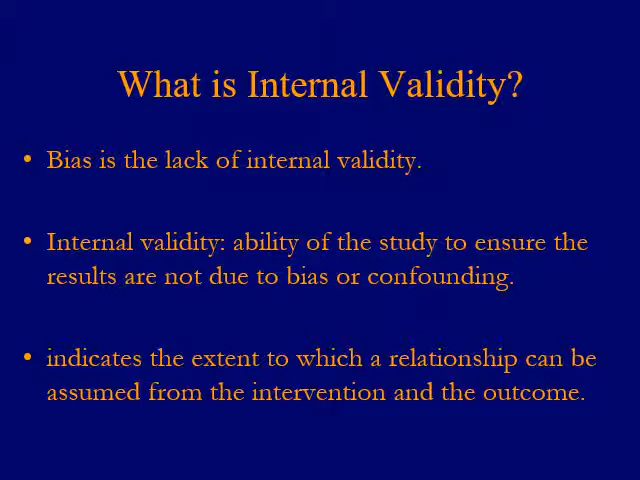 What is Internal Validity?
• Bias is the lack of internal validity.
• Internal validity: ability of the study to ensure the
results are not due to bias or confounding.
• indicates the extent to which a relationship can be
assumed from the intervention and the outcome.